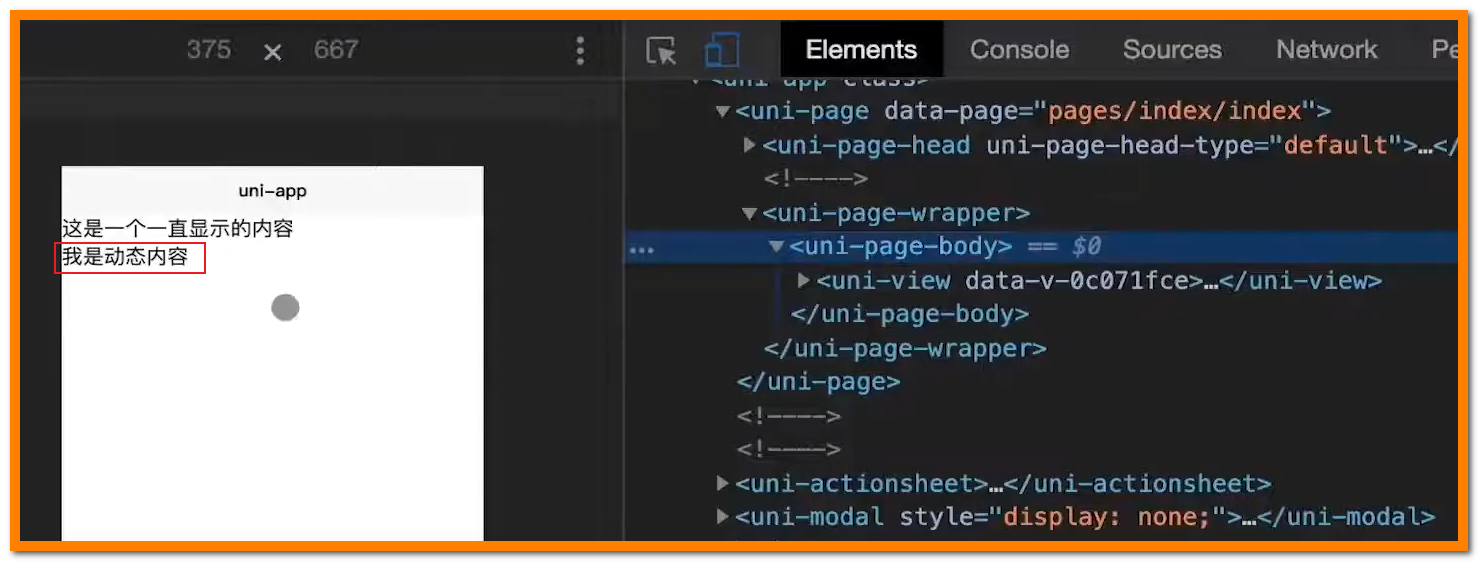 375 × 667
Elements Console Sources Network Pe
<uni-app class>
▼<uni-page data-page="pages/index/index">
▶<uni-page-head uni-page-head-type="default">…</
<!---->
▼<uni-page-wrapper>
… ▼<uni-page-body> == $0
▶<uni-view data-v-0c071fce>…</uni-view>
</uni-page-body>
</uni-page-wrapper>
</uni-page>
<!---->
<!---->
▶<uni-actionsheet>…</uni-actionsheet>
▶<uni-modal style="display: none;">…</uni-modal>
uni-app
这是一个一直显示的内容
我是动态内容